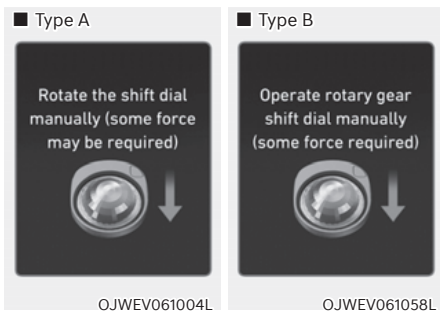 ■ Type A
Rotate the shift dial
manually (some force
may be required)
OJWEV061004L
■ Type B
Operate rotary gear
shift dial manually
(some force required)
OJWEV061058L